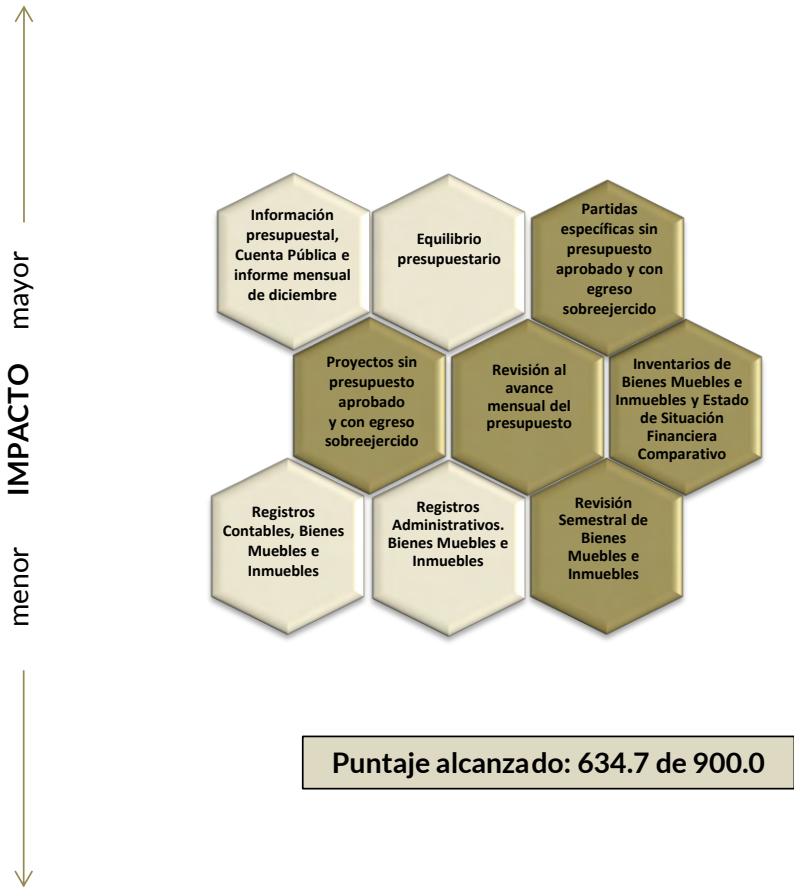 mayor
IMPACTO
menor
Información
presupuestal,
Cuenta Pública e
informe mensual
de diciembre
Equilibrio
presupuestario
Partidas
específicas sin
presupuesto
aprobado y con
egreso
sobreejercido
Proyectos sin
presupuesto
aprobado
y con egreso
sobreejercido
Revisión al
avance
mensual del
presupuesto
Inventarios de
Bienes Muebles e
Inmuebles y Estado
de Situación
Financiera
Comparativo
Registros
Contables, Bienes
Muebles e
Inmuebles
Registros
Administrativos.
Bienes Muebles e
Inmuebles
Revisión
Semestral de
Bienes
Muebles e
Inmuebles
Puntaje alcanzado: 634.7 de 900.0